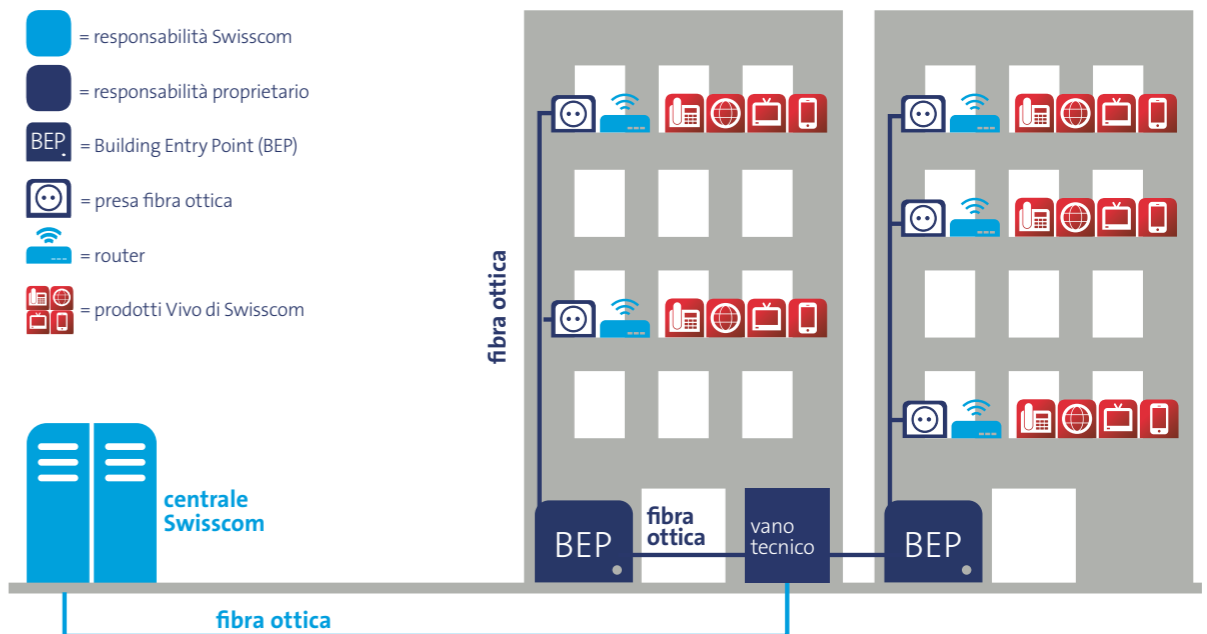 = responsabilità Swisscom
= responsabilità proprietario
BEP = Building Entry Point (BEP)
= presa fibra ottica
= router
= prodotti Vivo di Swisscom
fibra ottica
centrale
Swisscom
BEP
fibra
ottica
vano
tecnico
BEP
fibra ottica